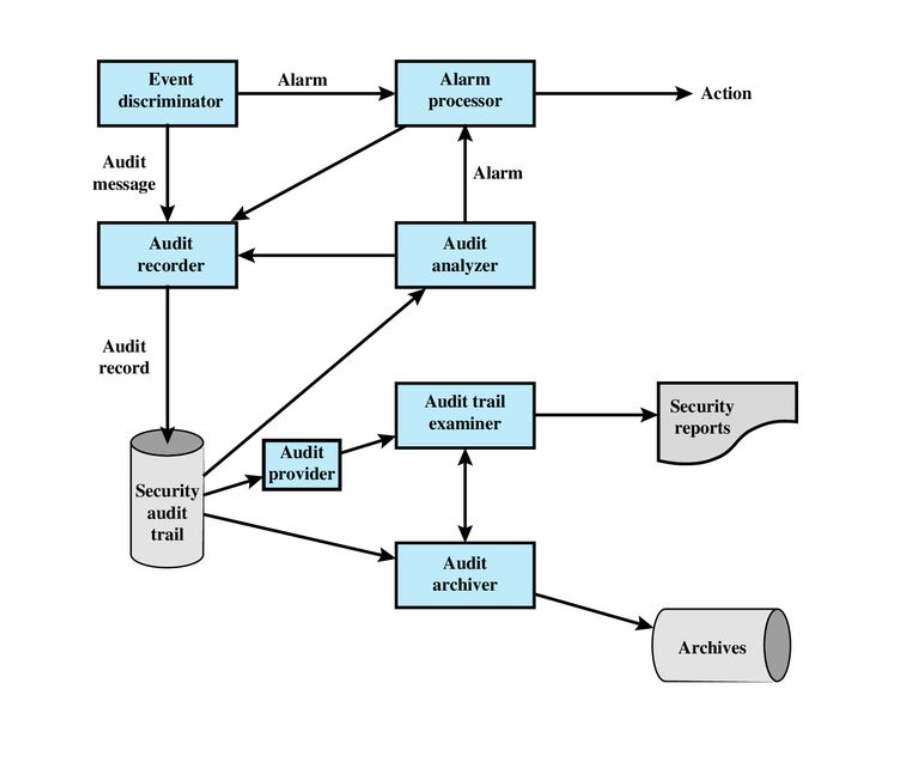 Event
discriminator
Alarm
Alarm
processor
Action
Audit
message
Alarm
Audit
recorder
Audit
analyzer
Audit
record
Audit trail
examiner
Security
reports
Audit
provider
Security
audit
trail
Audit
archiver
Archives